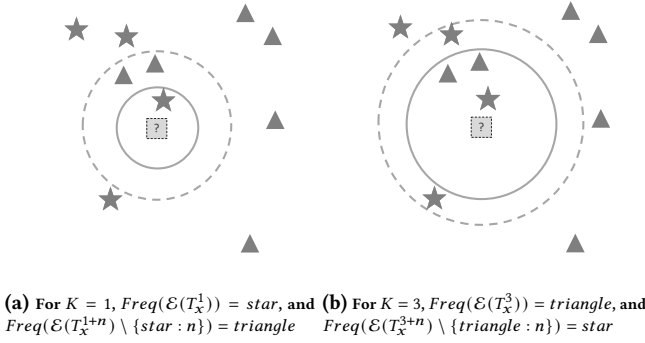 ?
?
(a) For K = 1, Freq(ℰ(T_x^1)) = star, and
Freq(ℰ(T_x^{1+n}) \ {star : n}) = triangle
(b) For K = 3, Freq(ℰ(T_x^3)) = triangle, and
Freq(ℰ(T_x^{3+n}) \ {triangle : n}) = star